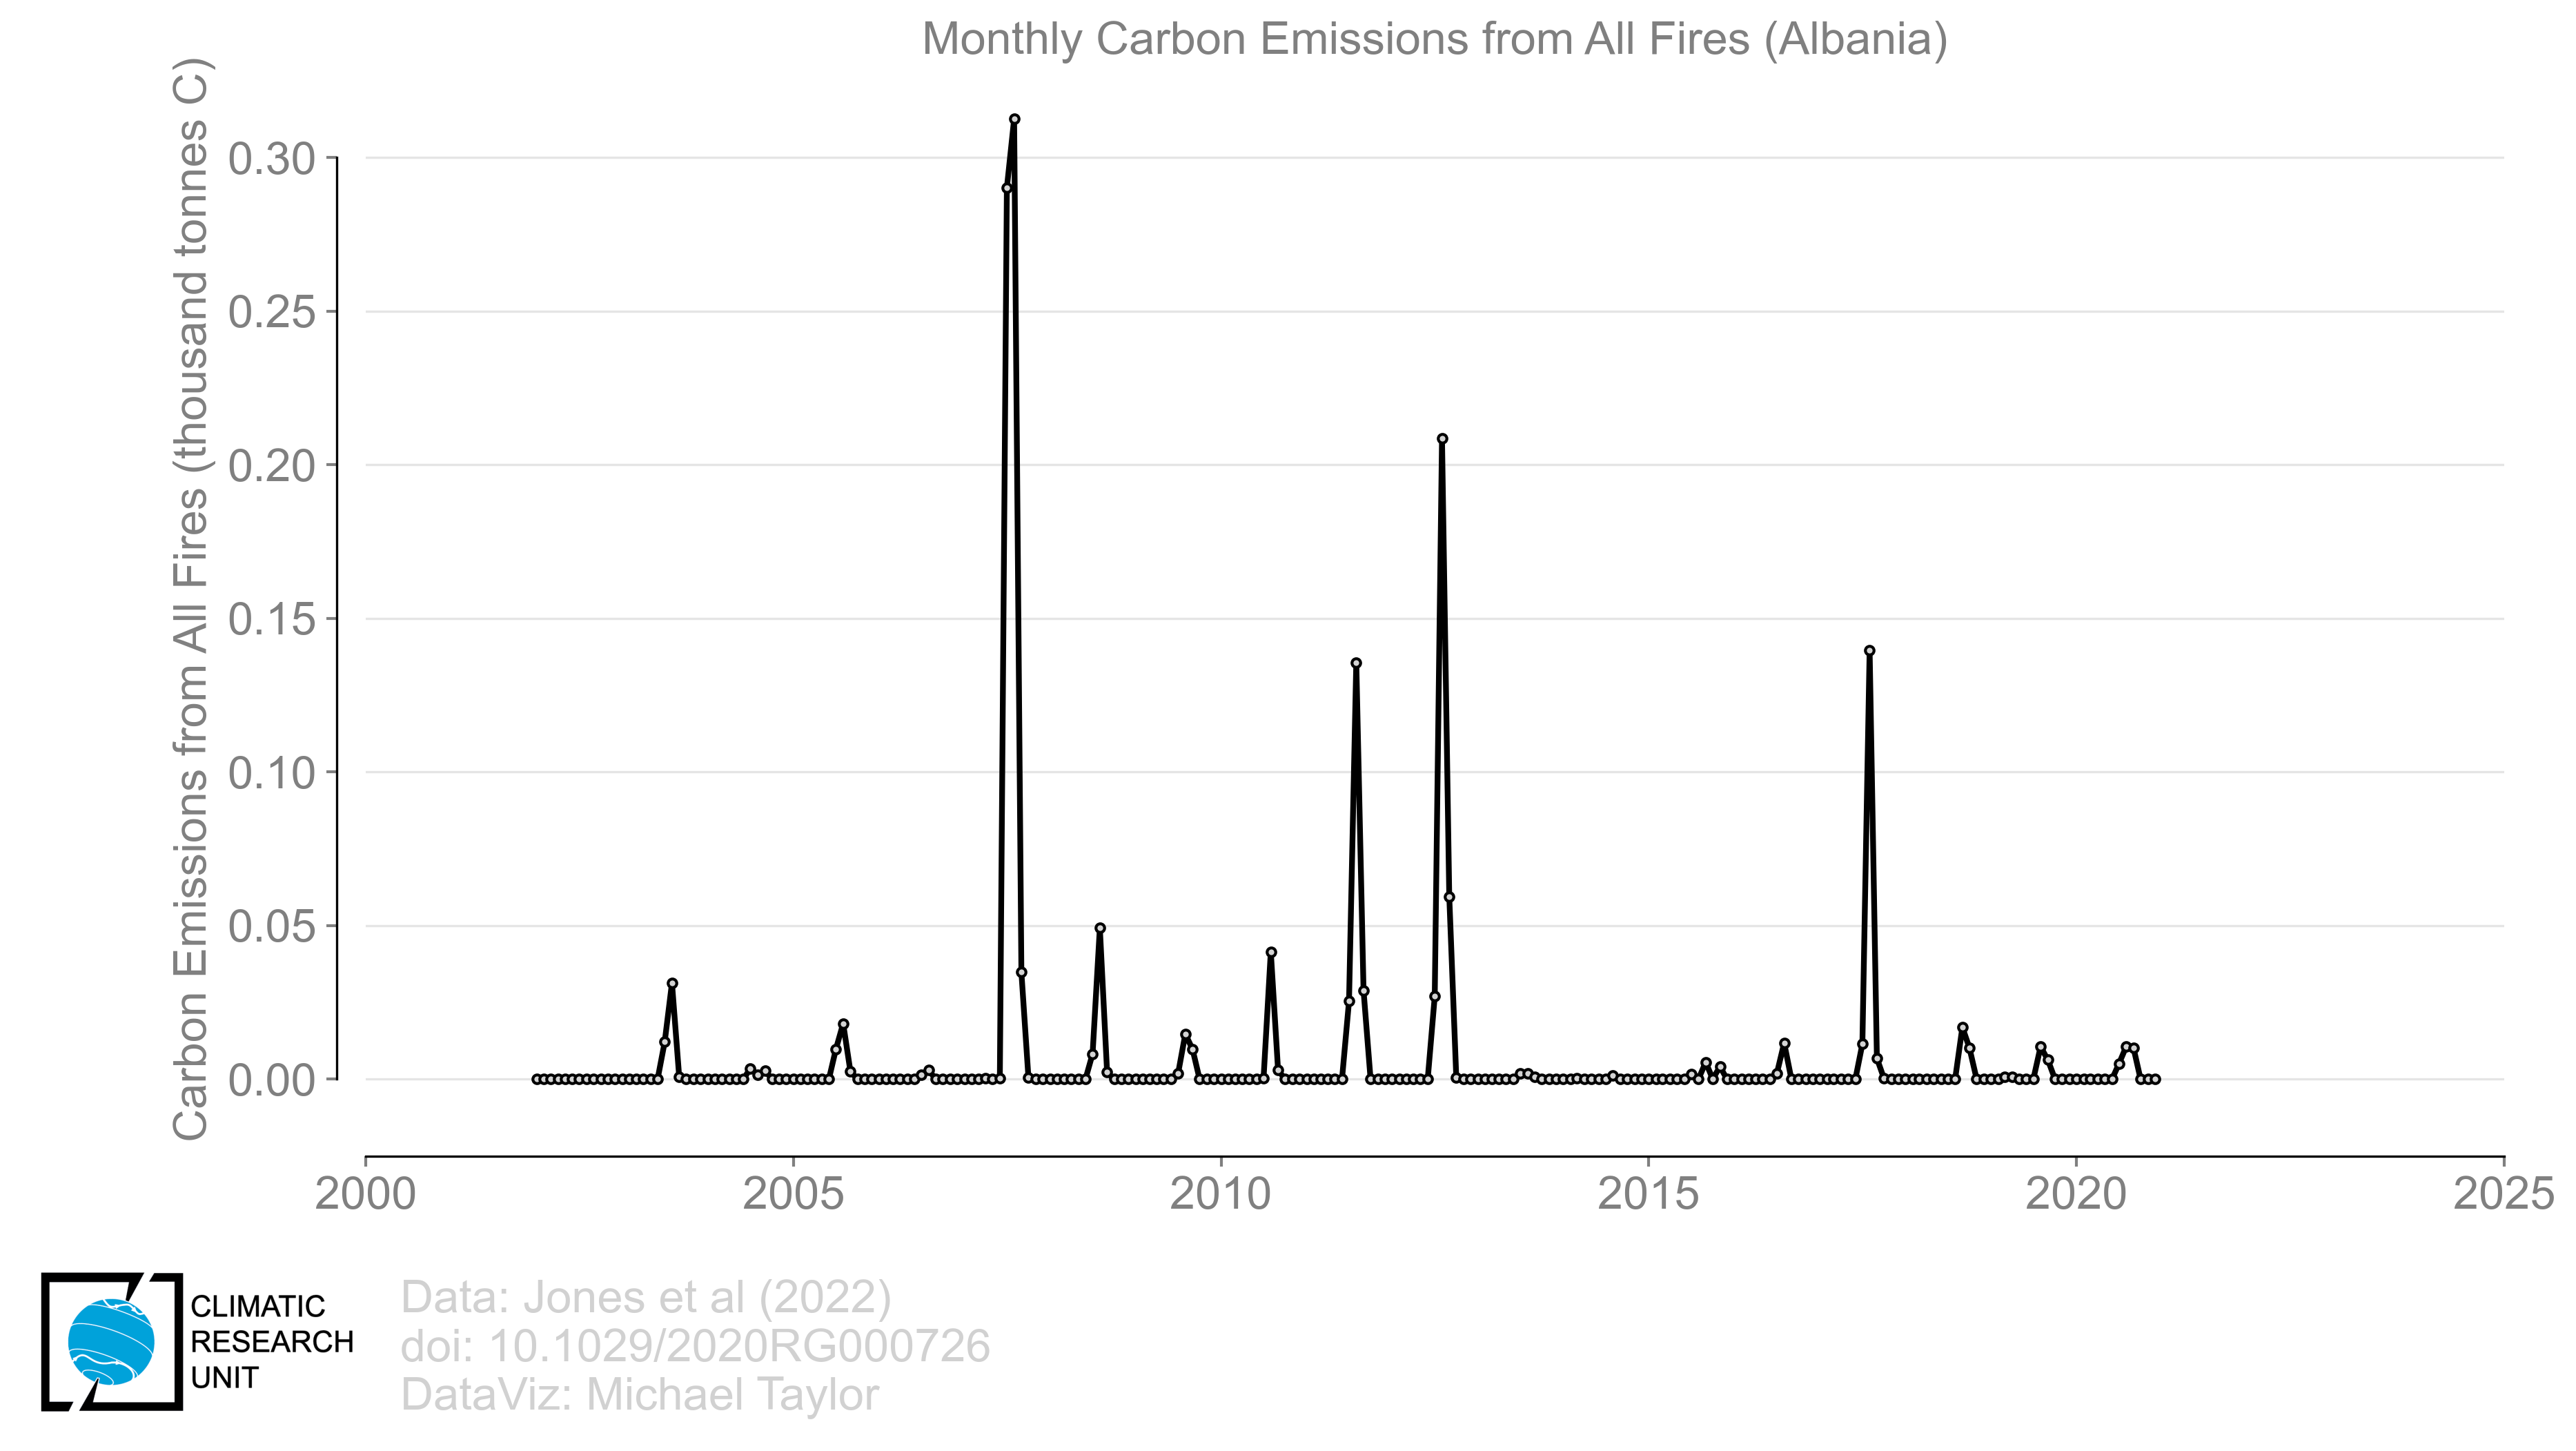 Monthly Carbon Emissions from All Fires (Albania)
Carbon Emissions from All Fires (thousand tonnes C)
0.30
0.25
0.20
0.15
0.10
0.05
0.00
2000 2005 2010 2015 2020 2025
CLIMATIC
RESEARCH
UNIT
Data: Jones et al (2022)
doi: 10.1029/2020RG000726
DataViz: Michael Taylor